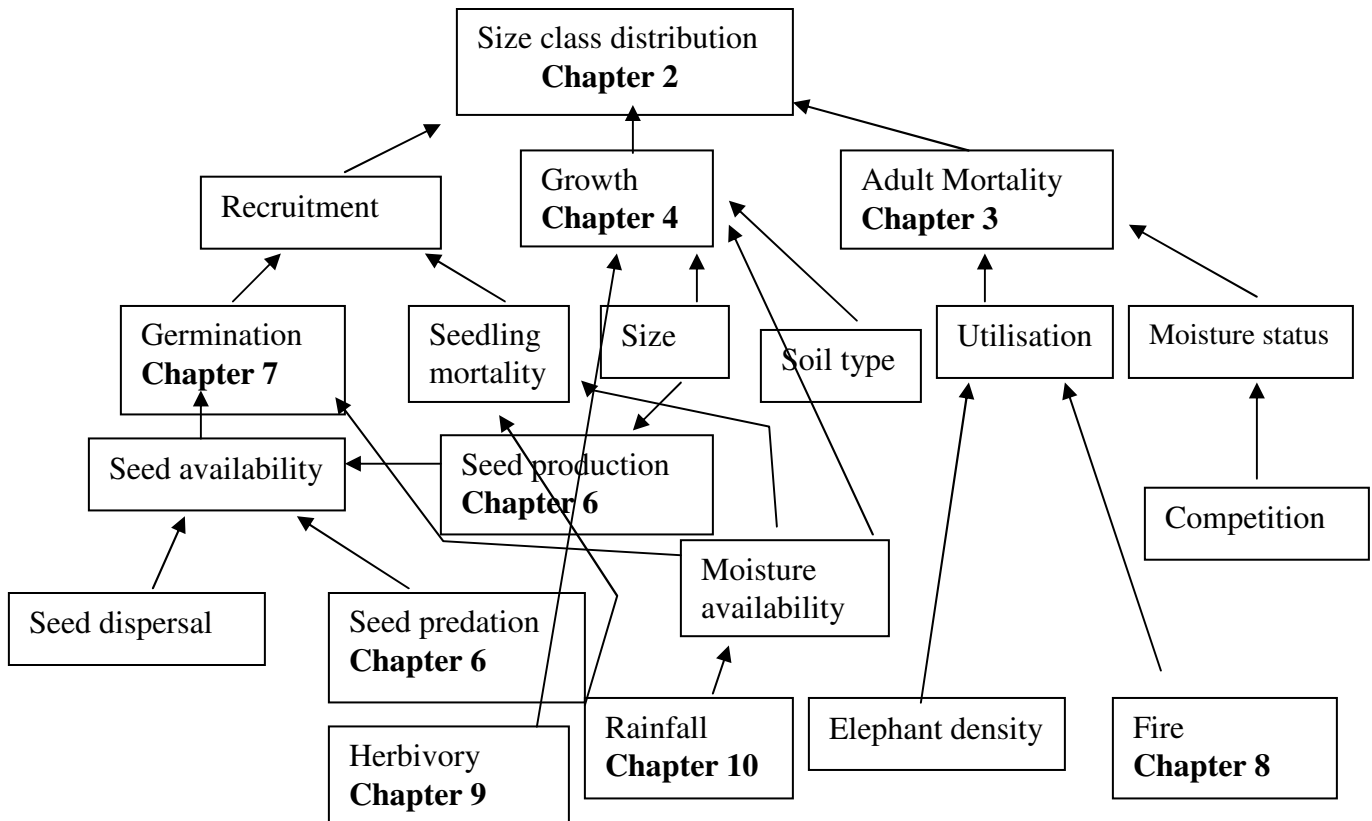 Size class distribution
Chapter 2
Recruitment
Growth
Chapter 4
Adult Mortality
Chapter 3
Germination
Chapter 7
Seedling
mortality
Size
Soil type
Utilisation
Moisture status
Seed availability
Seed production
Chapter 6
Competition
Moisture
availability
Seed dispersal
Seed predation
Chapter 6
Herbivory
Chapter 9
Rainfall
Chapter 10
Elephant density
Fire
Chapter 8